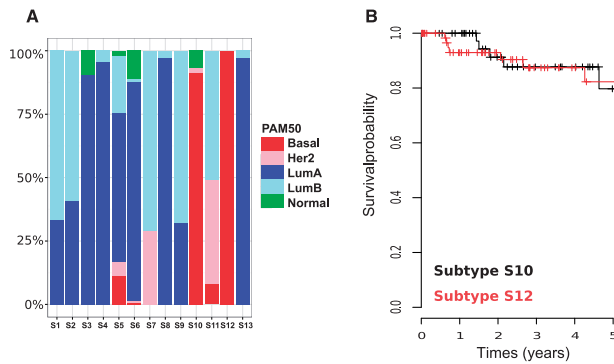 A
100%
75%
50%
25%
0%
S1 S2 S3 S4 S5 S6 S7 S8 S9 S10 S11 S12 S13
PAM50
Basal
Her2
LumA
LumB
Normal
B
Survalprobability
1.0
0.8
0.6
0.4
0.2
0.0
Subtype S10
Subtype S12
0 1 2 3 4 5
Times (years)